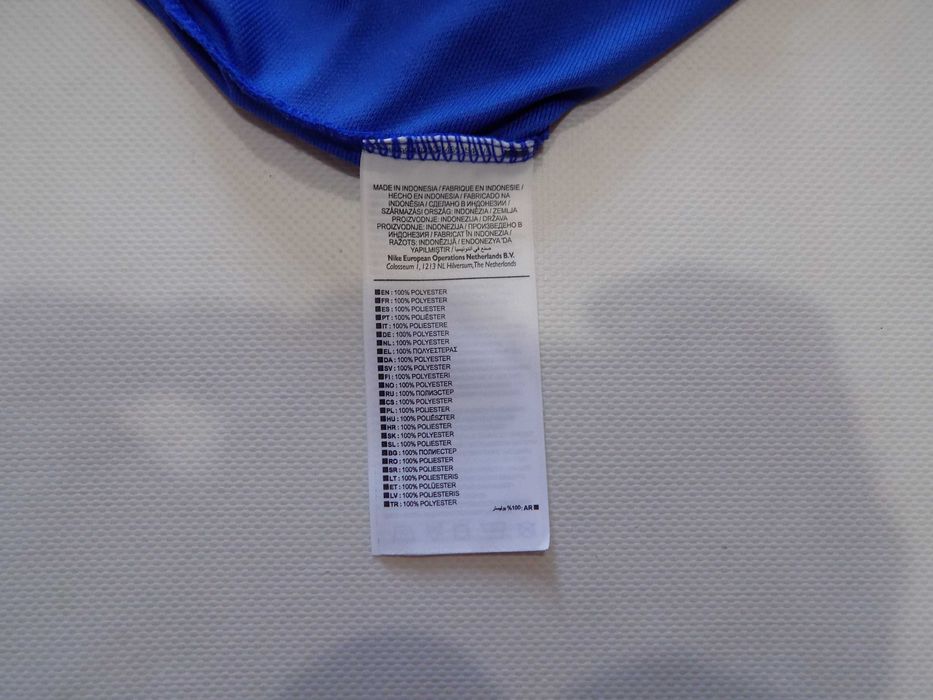 MADE IN INDONESIA / FABRIQUE EN INDONESIE /
HECHO EN INDONESIA / FABRICADO NA
INDONÉSIA / СДЕЛАНО В ИНДОНЕЗИИ /
SZÁRMAZÁSI ORSZÁG: INDONÉZIA / ZEMLJA
PROIZVODNJE: INDONEZIJA / DRŽAVA
PROIZVODNJE: INDONEZIJA / ПРОИЗВЕДЕНО В
ИНДОНЕЗИЯ / FABRICAT ÎN INDONEZIA /
RAŽOTS: INDONĒZIJĀ / ENDONEZYA'DA
YAPILMIŞTIR / صنع في اندونيسيا
Nike European Operations Netherlands B.V.
Colosseum 1, 1213 NL Hilversum, The Netherlands
EN : 100% POLYESTER
FR : 100% POLYESTER
ES : 100% POLIESTER
PT : 100% POLIÉSTER
IT : 100% POLIESTERE
DE : 100% POLYESTER
NL : 100% POLYESTER
EL : 100% ΠΟΛΥΕΣΤΕΡΑΣ
DA : 100% POLYESTER
SV : 100% POLYESTER
FI : 100% POLYESTERI
NO : 100% POLYESTER
RU : 100% ПОЛИЭСТЕР
CS : 100% POLYESTER
PL : 100% POLIESTER
HU : 100% POLIÉSZTER
HR : 100% POLIESTER
SK : 100% POLYESTER
SL : 100% POLIESTER
BG : 100% ПОЛИЕСТЕР
RO : 100% POLIESTER
SR : 100% POLIESTER
LT : 100% POLIESTERIS
ET : 100% POLÜESTER
LV : 100% POLIESTERIS
TR : 100% POLYESTER
AR : 100% بوليستر